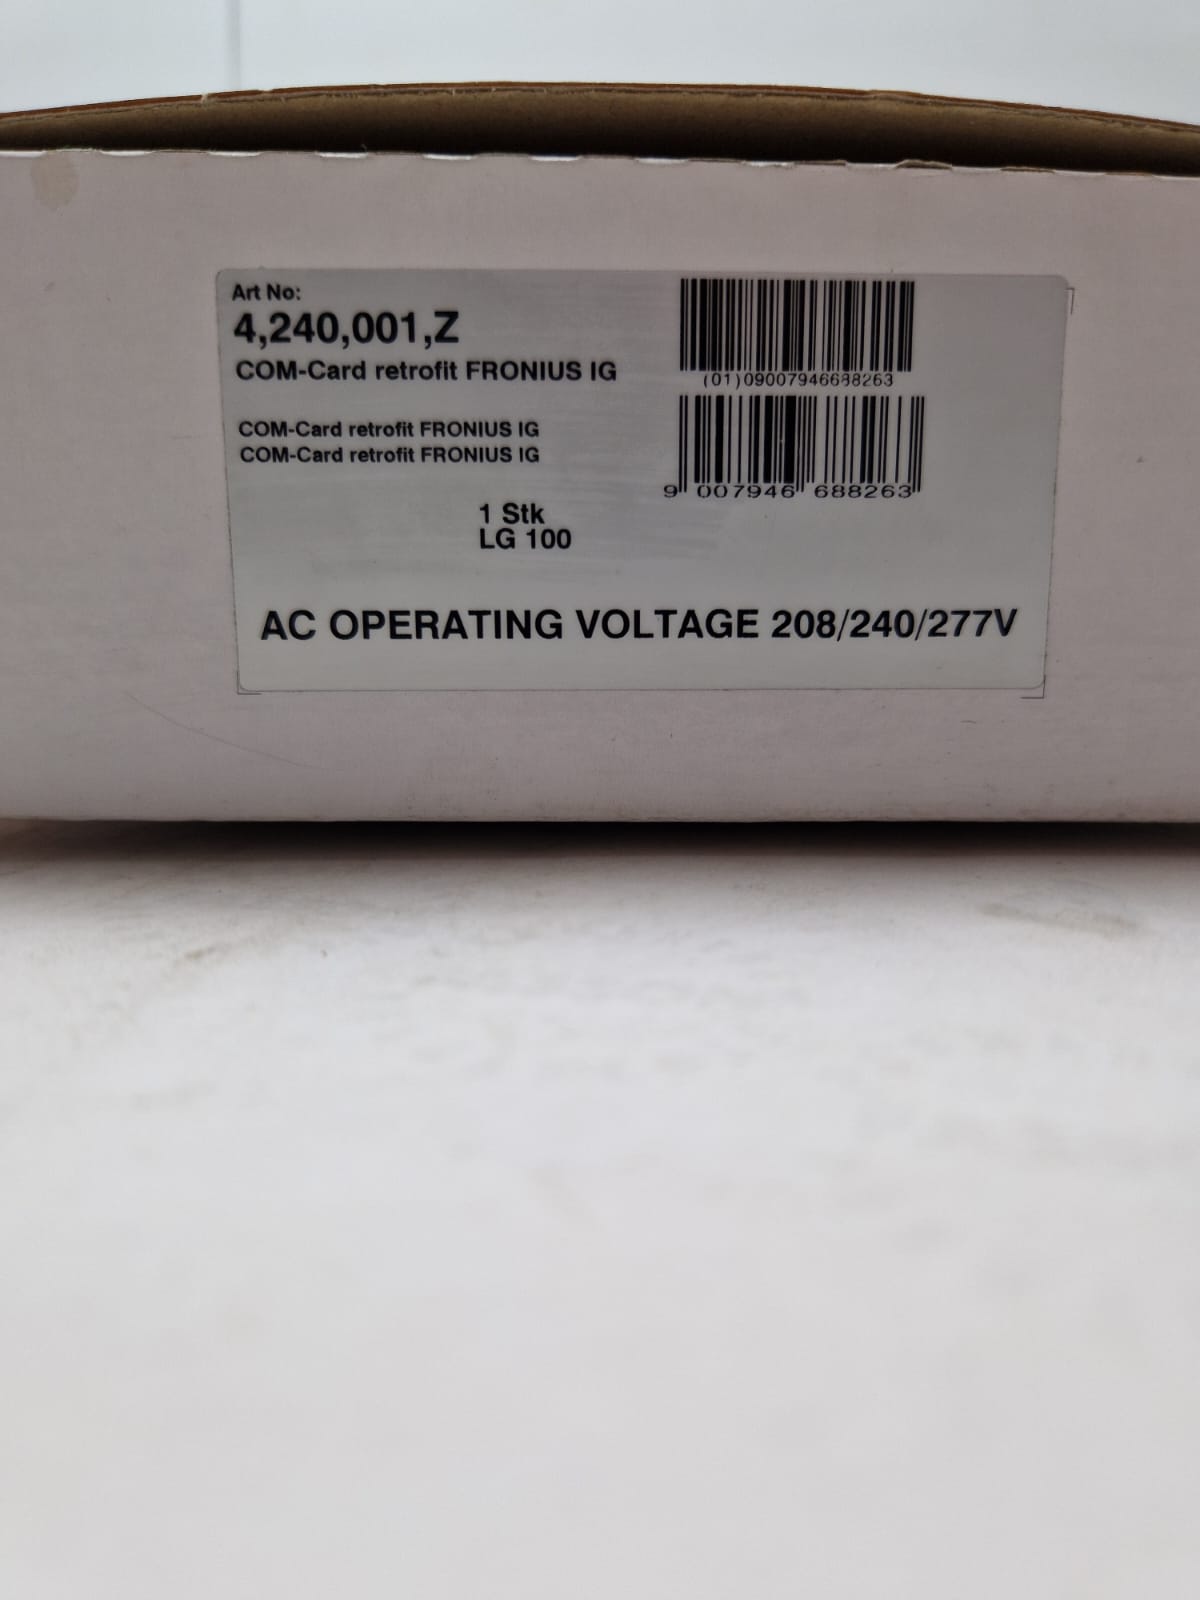 Art No:
4,240,001,Z
COM-Card retrofit FRONIUS IG
COM-Card retrofit FRONIUS IG
COM-Card retrofit FRONIUS IG
1 Stk
LG 100
(01)09007946688263
9 007946 688263
AC OPERATING VOLTAGE 208/240/277V